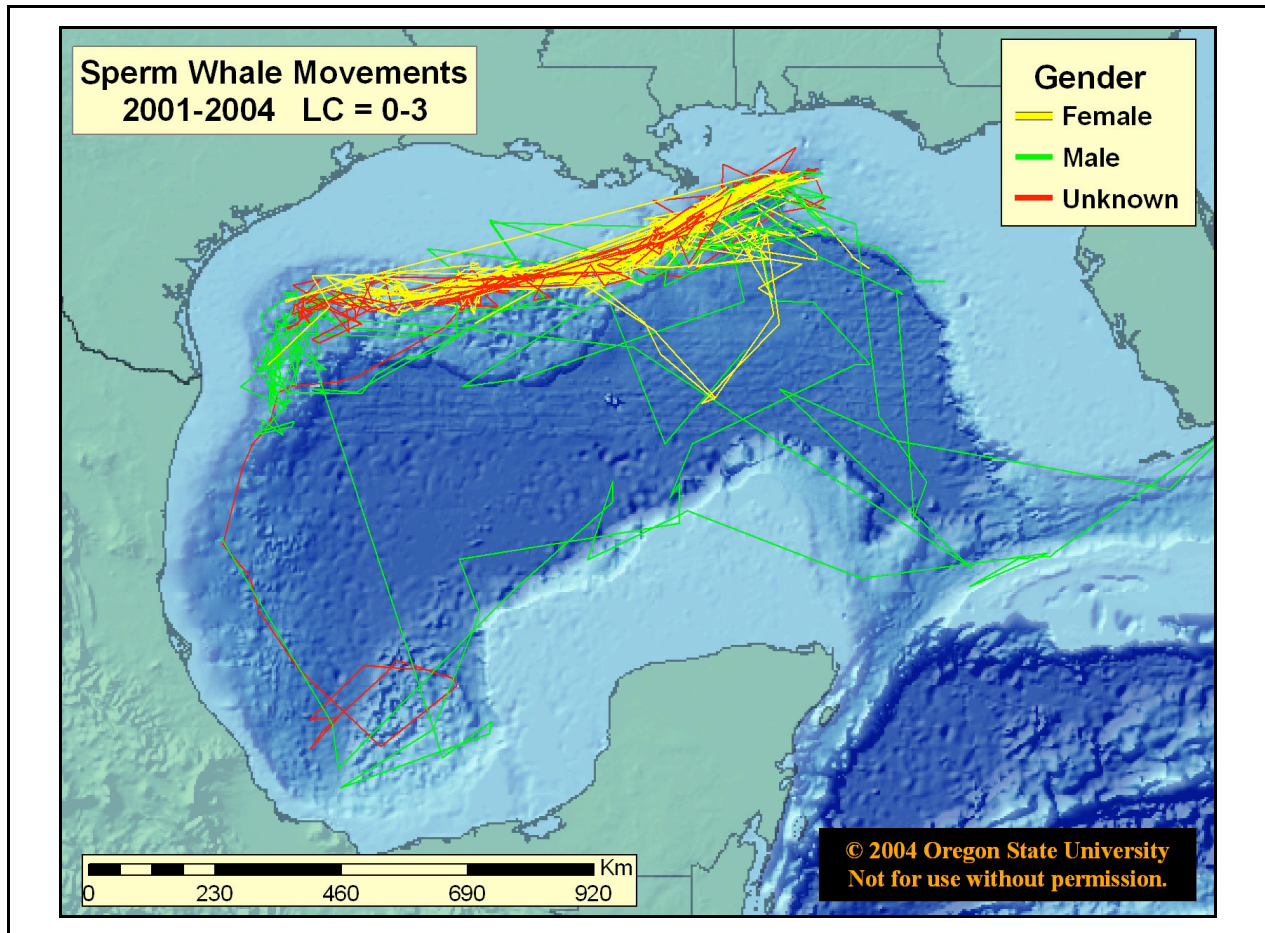 Sperm Whale Movements
2001-2004 LC = 0-3
Gender
Female
Male
Unknown
Km
0 230 460 690 920
© 2004 Oregon State University
Not for use without permission.